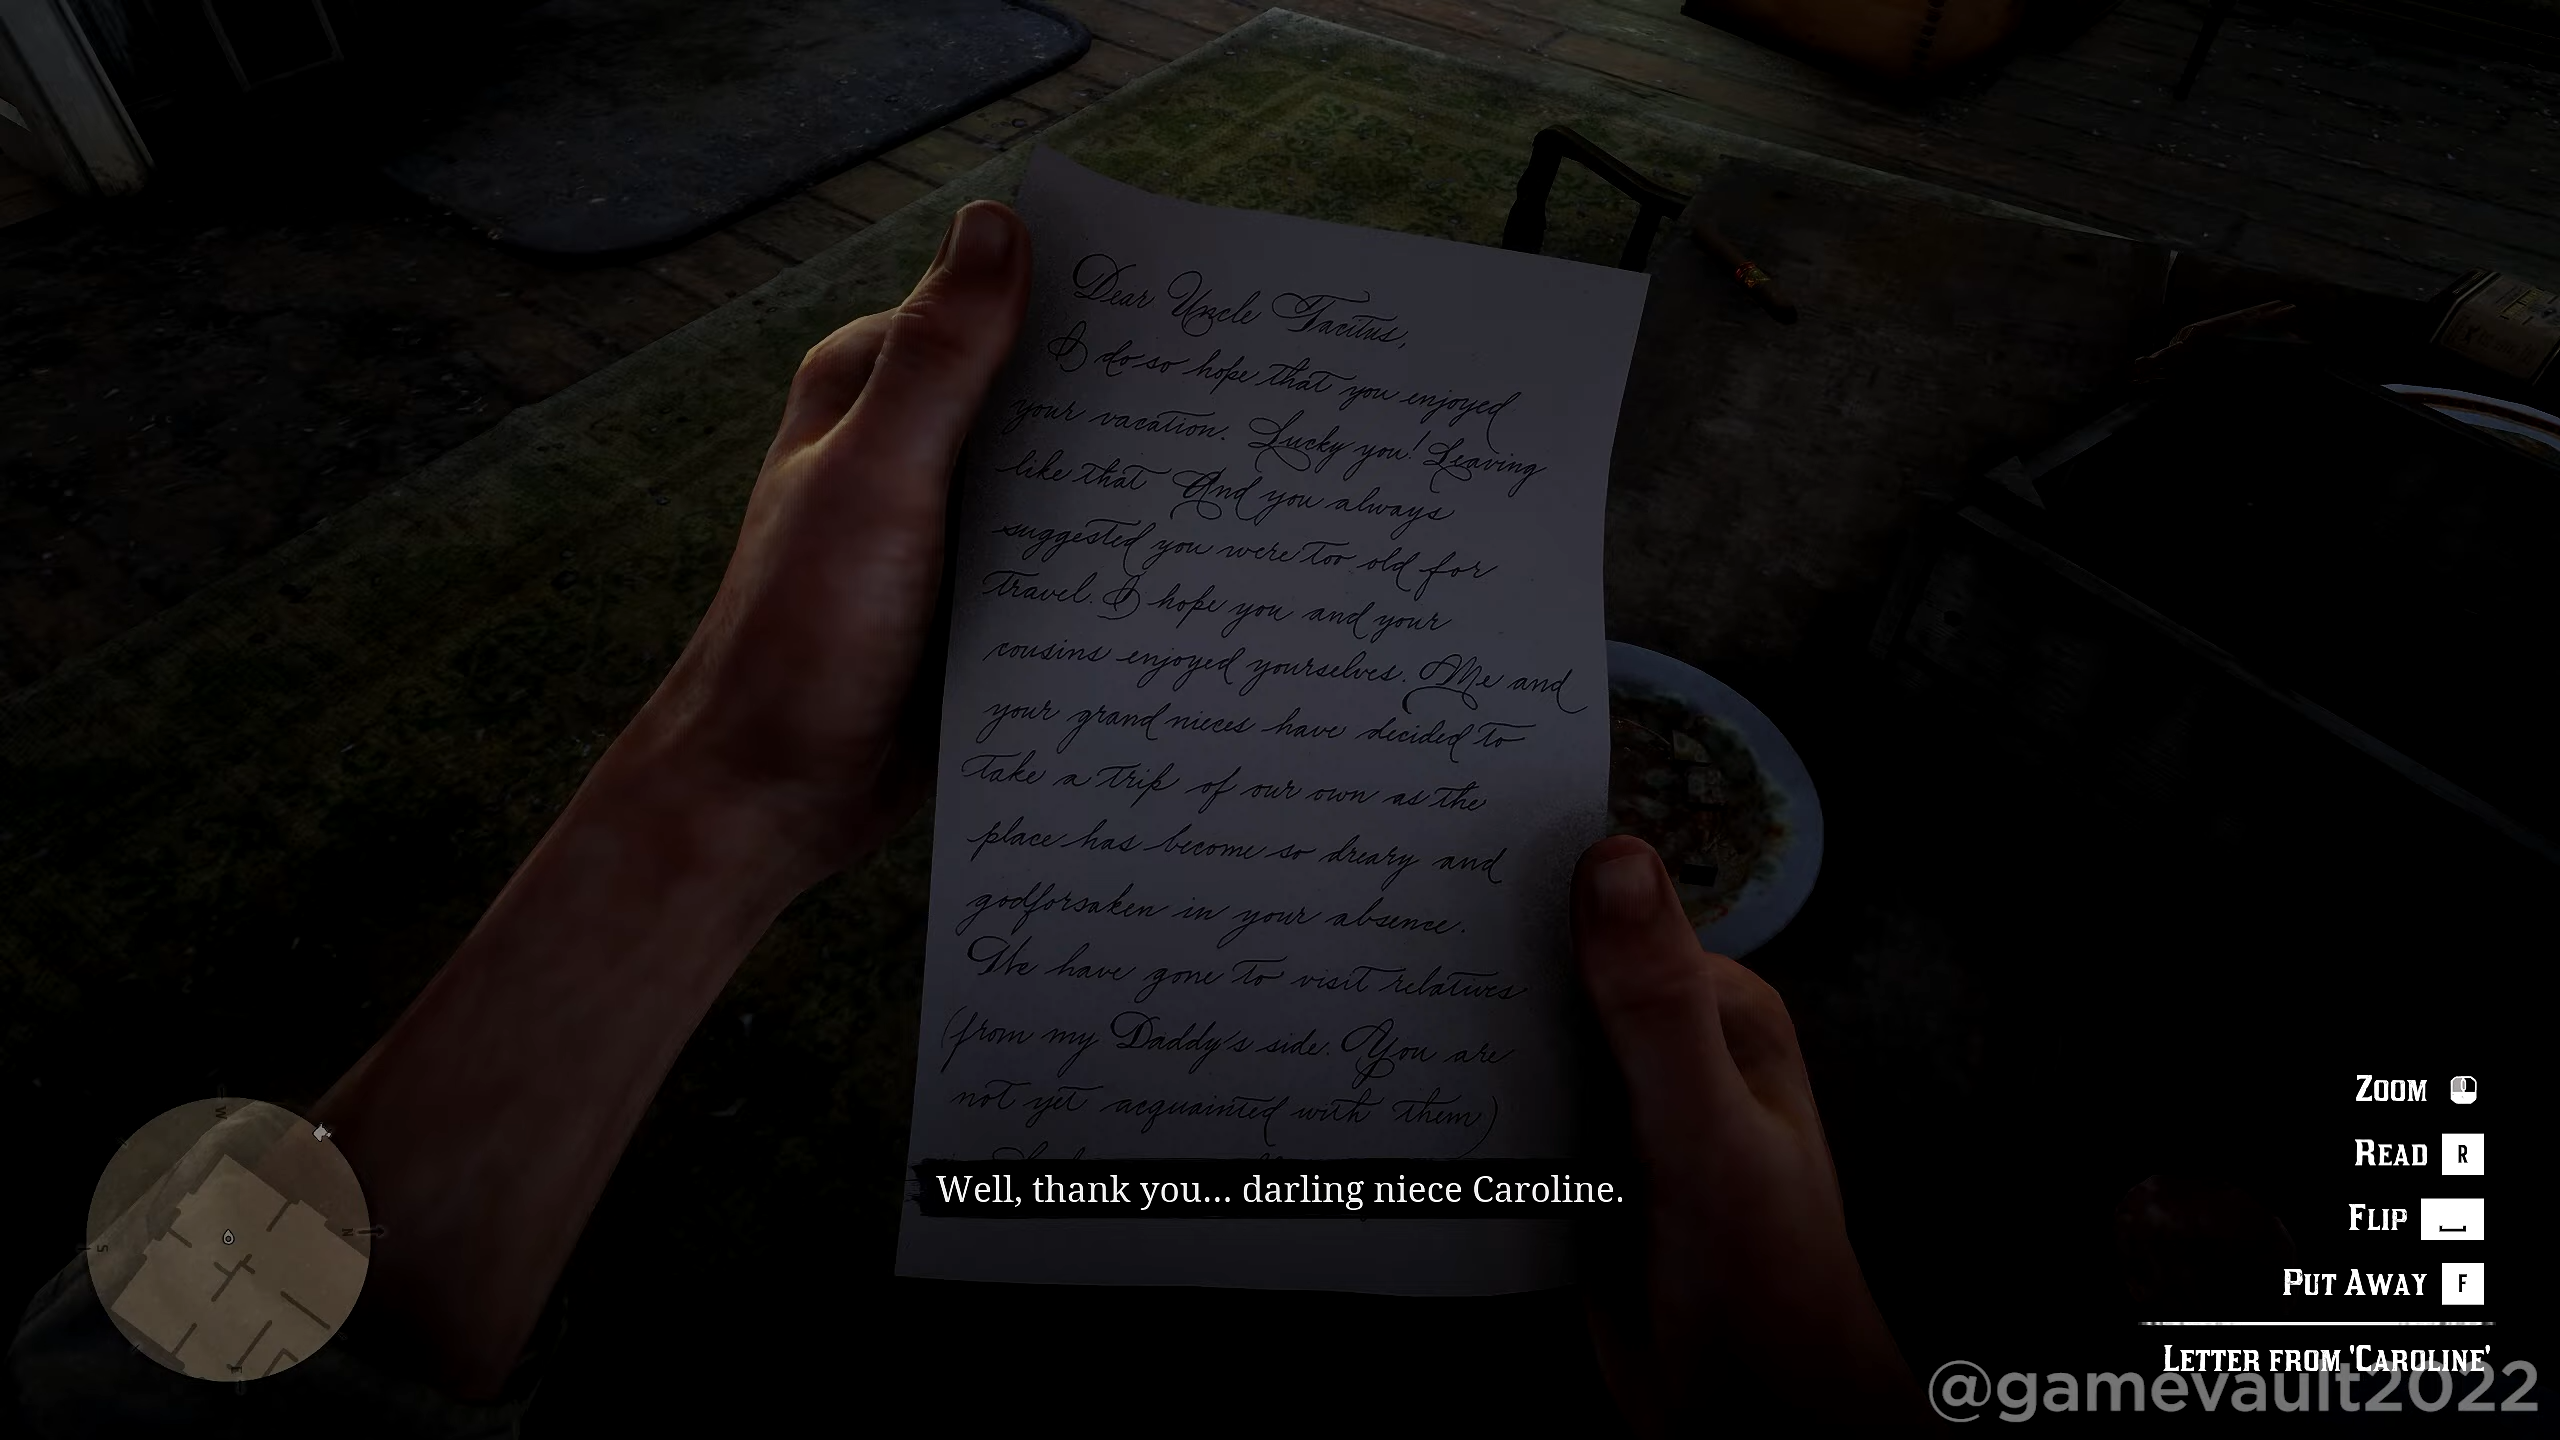 Dear Uncle Tacitus,
I do so hope that you enjoyed
your vacation. Lucky you! Leaving
like that And you always
suggested you were too old for
travel. I hope you and your
cousins enjoyed yourselves. Me and
your grand nieces have decided to
take a trip of our own as the
place has become so dreary and
godforsaken in your absence.
We have gone to visit relatives
(from my Daddy's side. You are
not yet acquainted with them)
Well, thank you... darling niece Caroline.
W
N
S
E
ZOOM
READ R
FLIP
PUT AWAY F
LETTER FROM 'CAROLINE'
@gamevault2022